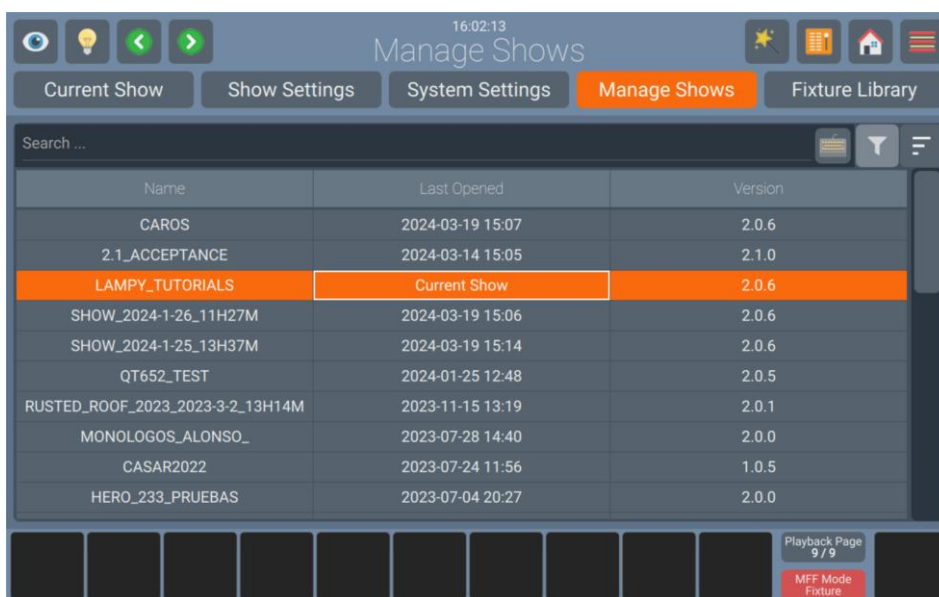 16:02:13
Manage Shows
Current Show Show Settings System Settings Manage Shows Fixture Library
Search ...
Name Last Opened Version
CAROS 2024-03-19 15:07 2.0.6
2.1_ACCEPTANCE 2024-03-14 15:05 2.1.0
LAMPY_TUTORIALS Current Show 2.0.6
SHOW_2024-1-26_11H27M 2024-03-19 15:06 2.0.6
SHOW_2024-1-25_13H37M 2024-03-19 15:14 2.0.6
QT652_TEST 2024-01-25 12:48 2.0.5
RUSTED_ROOF_2023_2023-3-2_13H14M 2023-11-15 13:19 2.0.1
MONOLOGOS_ALONSO_ 2023-07-28 14:40 2.0.0
CASAR2022 2023-07-24 11:56 1.0.5
HERO_233_PRUEBAS 2023-07-04 20:27 2.0.0
Playback Page
9 / 9
MFF Mode
Fixture